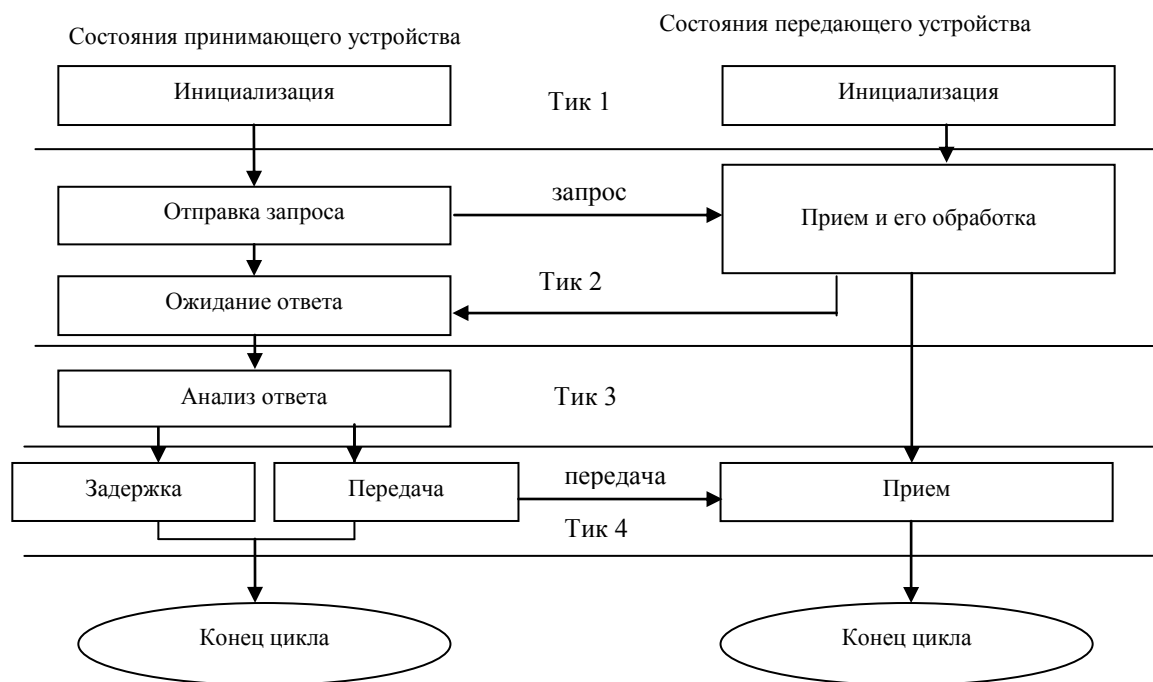 Состояния принимающего устройства
Состояния передающего устройства
Инициализация
Тик 1
Инициализация
Отправка запроса
запрос
Прием и его обработка
Ожидание ответа
Тик 2
Анализ ответа
Тик 3
Задержка
Передача
передача
Прием
Тик 4
Конец цикла
Конец цикла